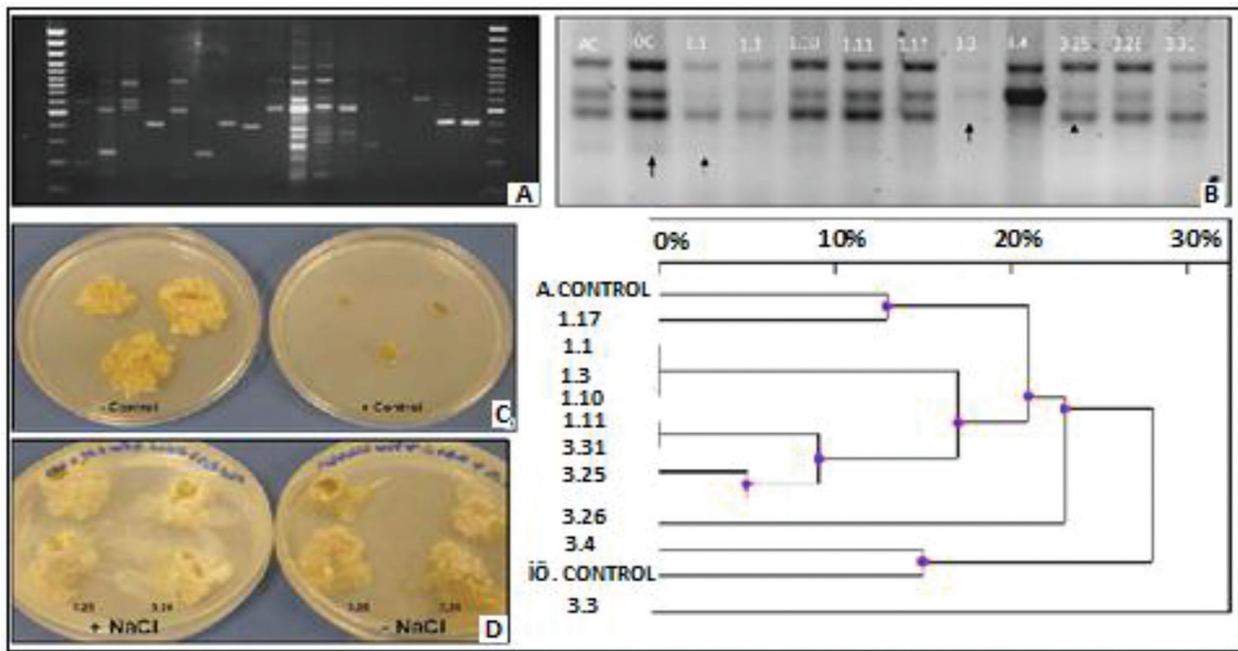 A
AC ÖC 1.1 1.3 1.10 1.11 1.17 3.3 3.4 3.25 3.26 3.31
B
- Control + Control
C
3.26
+ NaCl - NaCl
D
0% 10% 20% 30%
A.CONTROL
1.17
1.1
1.3
1.10
1.11
3.31
3.25
3.26
3.4
İÖ. CONTROL
3.3